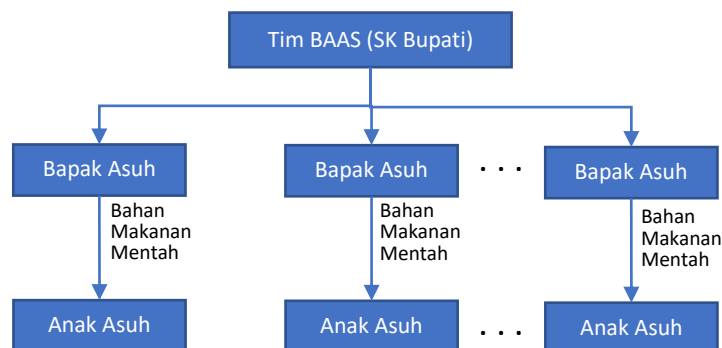 Tim BAAS (SK Bupati)
Bapak Asuh
Bapak Asuh
. . .
Bapak Asuh
Bahan
Makanan
Mentah
Bahan
Makanan
Mentah
Bahan
Makanan
Mentah
Anak Asuh
Anak Asuh
. . .
Anak Asuh